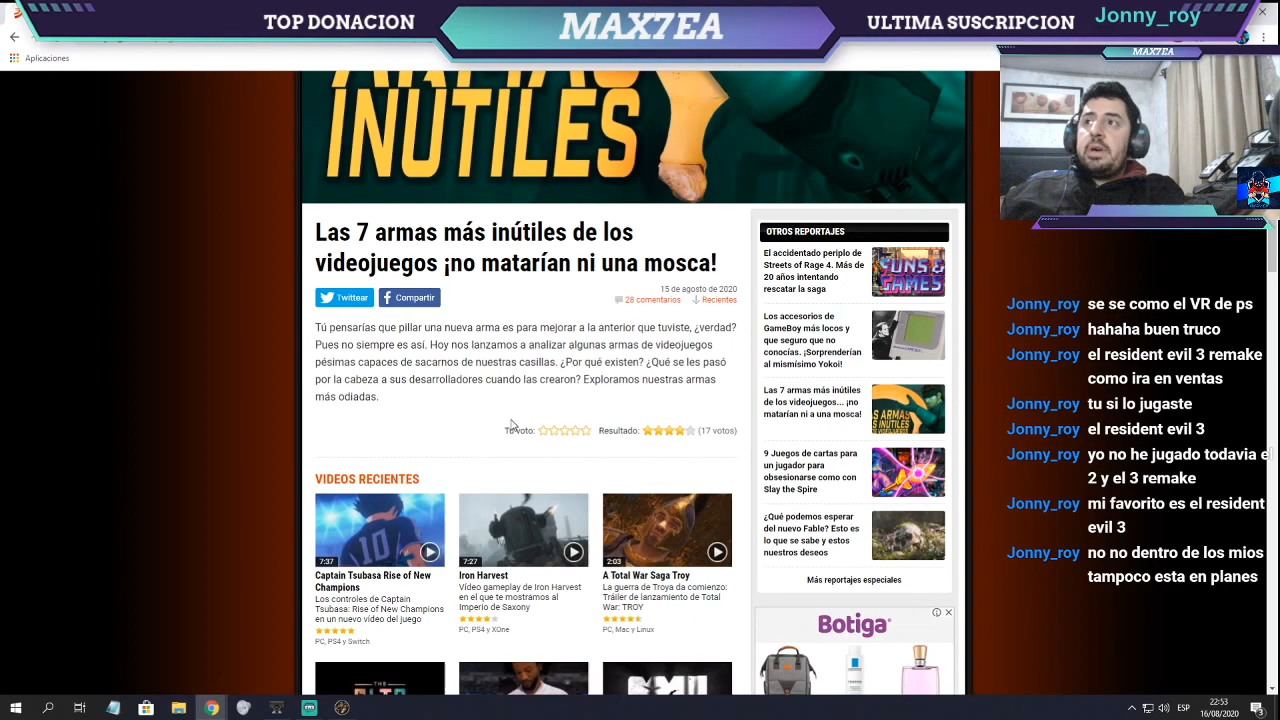 TOP DONACION
MAX7EA
ULTIMA SUSCRIPCION
Jonny_roy
Aplicaciones
MAX7EA
INÚTILES
Las 7 armas más inútiles de los
videojuegos ¡no matarían ni una mosca!
Twittear
Compartir
15 de agosto de 2020
28 comentarios
Recientes
Tú pensarías que pillar una nueva arma es para mejorar a la anterior que tuviste, ¿verdad?
Pues no siempre es así. Hoy nos lanzamos a analizar algunas armas de videojuegos
pésimas capaces de sacarnos de nuestras casillas. ¿Por qué existen? ¿Qué se les pasó
por la cabeza a sus desarrolladores cuando las crearon? Exploramos nuestras armas
más odiadas.
Tu voto:
Resultado:
(17 votos)
VIDEOS RECIENTES
7:37
Captain Tsubasa Rise of New
Champions
Los controles de Captain
Tsubasa: Rise of New Champions
en un nuevo vídeo del juego
PC, PS4 y Switch
7:27
Iron Harvest
Vídeo gameplay de Iron Harvest
en el que te mostramos al
Imperio de Saxony
PC, PS4 y XOne
2:03
A Total War Saga Troy
La guerra de Troya da comienzo:
Tráiler de lanzamiento de Total
War: TROY
PC, Mac y Linux
OTROS REPORTAJES
El accidentado periplo de
Streets of Rage 4. Más de
20 años intentando
rescatar la saga
GUNS &
GAMES
Los accesorios de
GameBoy más locos y
que seguro que no
conocías. ¡Sorprenderían
al mismísimo Yokoi!
Las 7 armas más inútiles
de los videojuegos... ¡no
matarían ni a una mosca!
AS ARMAS
INÚTILES
9 Juegos de cartas para
un jugador para
obsesionarse como con
Slay the Spire
¿Qué podemos esperar
del nuevo Fable? Esto es
lo que se sabe y estos
nuestros deseos
Más reportajes especiales
Botiga
Jonny_roy se se como el VR de ps
Jonny_roy hahaha buen truco
Jonny_roy el resident evil 3 remake
como ira en ventas
Jonny_roy tu si lo jugaste
Jonny_roy el resident evil 3
Jonny_roy yo no he jugado todavia e
2 y el 3 remake
Jonny_roy mi favorito es el resident
evil 3
Jonny_roy no no dentro de los mios
tampoco esta en planes
ESP
22:53
16/08/2020
3